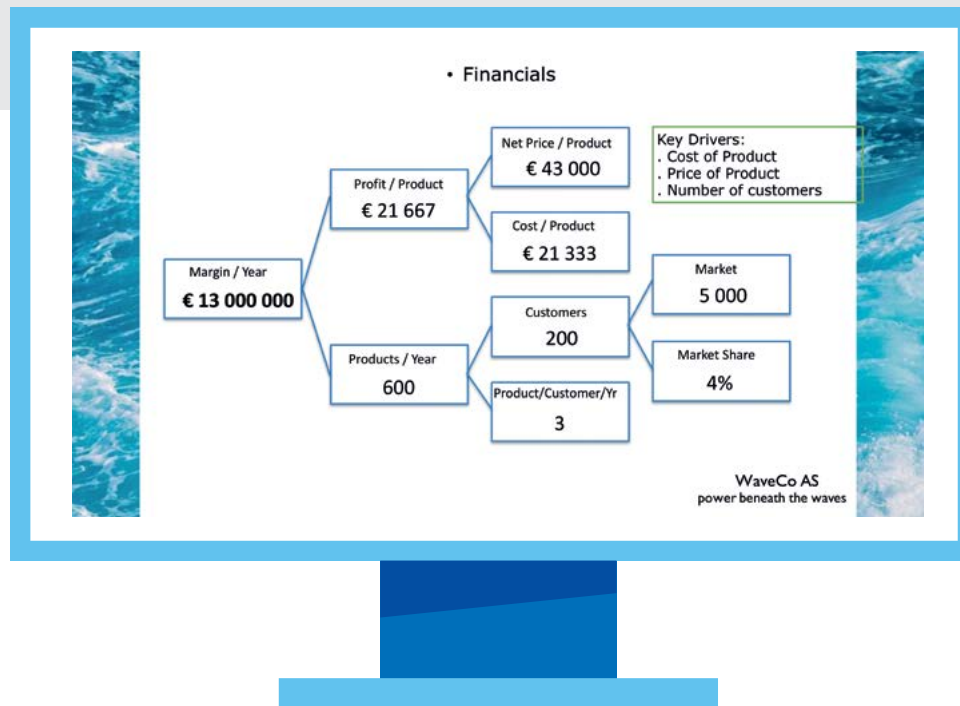 • Financials
Net Price / Product
€ 43 000
Key Drivers:
. Cost of Product
. Price of Product
. Number of customers
Profit / Product
€ 21 667
Cost / Product
€ 21 333
Margin / Year
€ 13 000 000
Market
5 000
Customers
200
Products / Year
600
Market Share
4%
Product/Customer/Yr
3
WaveCo AS
power beneath the waves